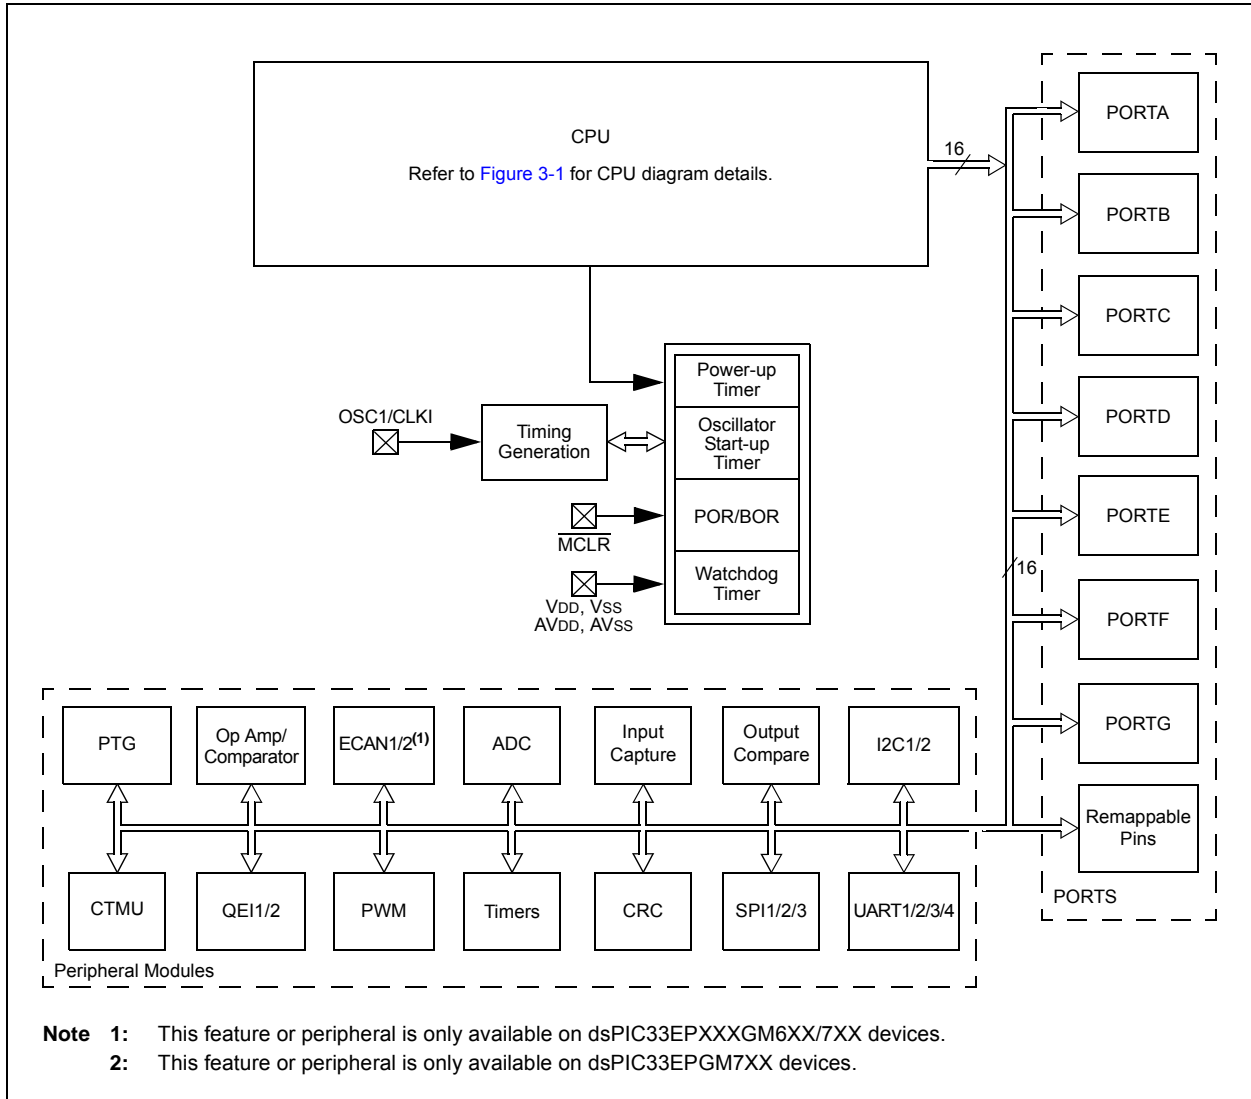 CPU
Refer to Figure 3-1 for CPU diagram details.
16
PORTA
PORTB
PORTC
PORTD
PORTE
16
PORTF
PORTG
Remappable
Pins
PORTS
Power-up
Timer
Oscillator
Start-up
Timer
POR/BOR
Watchdog
Timer
OSC1/CLKI
Timing
Generation
MCLR
VDD, VSS
AVDD, AVSS
PTG
Op Amp/
Comparator
ECAN1/2(1)
ADC
Input
Capture
Output
Compare
I2C1/2
CTMU
QEI1/2
PWM
Timers
CRC
SPI1/2/3
UART1/2/3/4
Peripheral Modules
Note 1: This feature or peripheral is only available on dsPIC33EPXXXGM6XX/7XX devices.
2: This feature or peripheral is only available on dsPIC33EPGM7XX devices.